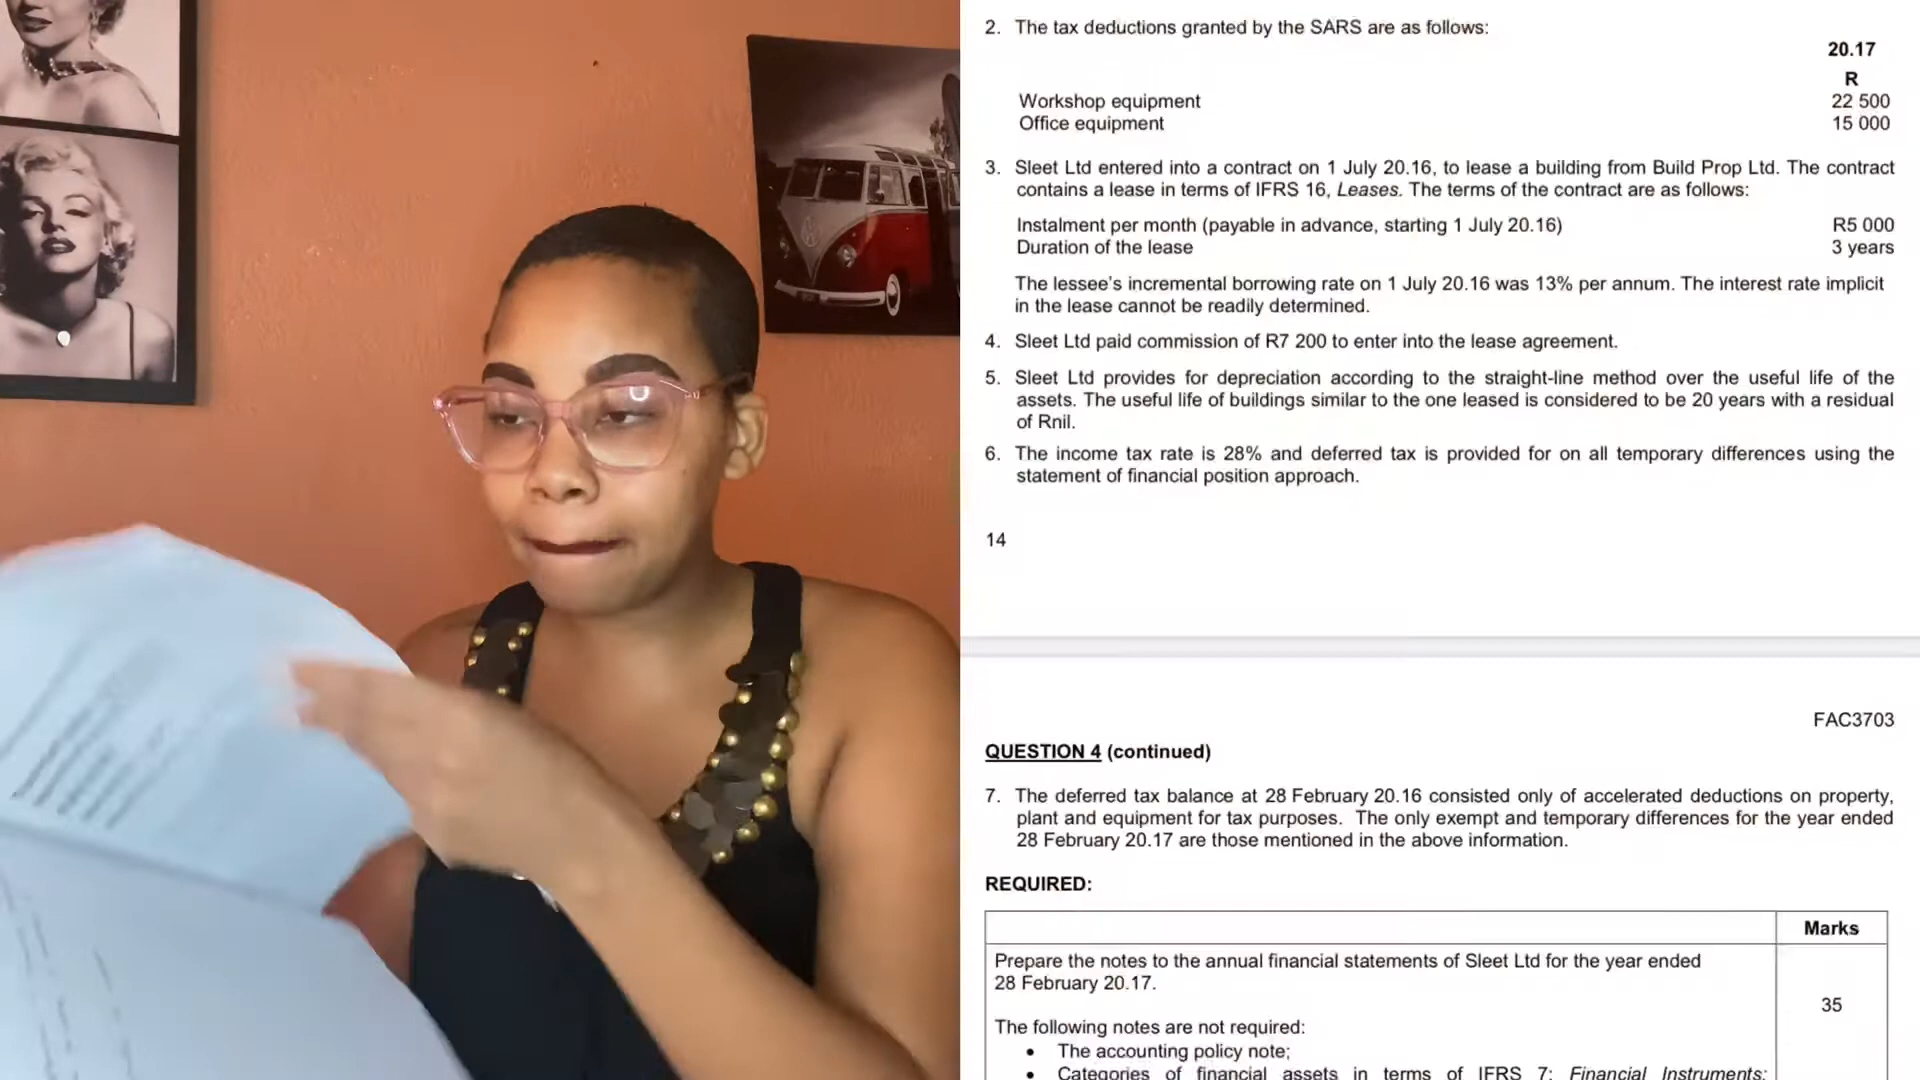 2. The tax deductions granted by the SARS are as follows:
20.17
R
Workshop equipment 22 500
Office equipment 15 000
3. Sleet Ltd entered into a contract on 1 July 20.16, to lease a building from Build Prop Ltd. The contract
contains a lease in terms of IFRS 16, Leases. The terms of the contract are as follows:
Instalment per month (payable in advance, starting 1 July 20.16) R5 000
Duration of the lease 3 years
The lessee's incremental borrowing rate on 1 July 20.16 was 13% per annum. The interest rate implicit
in the lease cannot be readily determined.
4. Sleet Ltd paid commission of R7 200 to enter into the lease agreement.
5. Sleet Ltd provides for depreciation according to the straight-line method over the useful life of the
assets. The useful life of buildings similar to the one leased is considered to be 20 years with a residual
of Rnil.
6. The income tax rate is 28% and deferred tax is provided for on all temporary differences using the
statement of financial position approach.
14
FAC3703
QUESTION 4 (continued)
7. The deferred tax balance at 28 February 20.16 consisted only of accelerated deductions on property,
plant and equipment for tax purposes. The only exempt and temporary differences for the year ended
28 February 20.17 are those mentioned in the above information.
REQUIRED:
Marks
Prepare the notes to the annual financial statements of Sleet Ltd for the year ended
28 February 20.17.
35
The following notes are not required:
• The accounting policy note;
• Categories of financial assets in terms of IFRS 7: Financial Instruments: